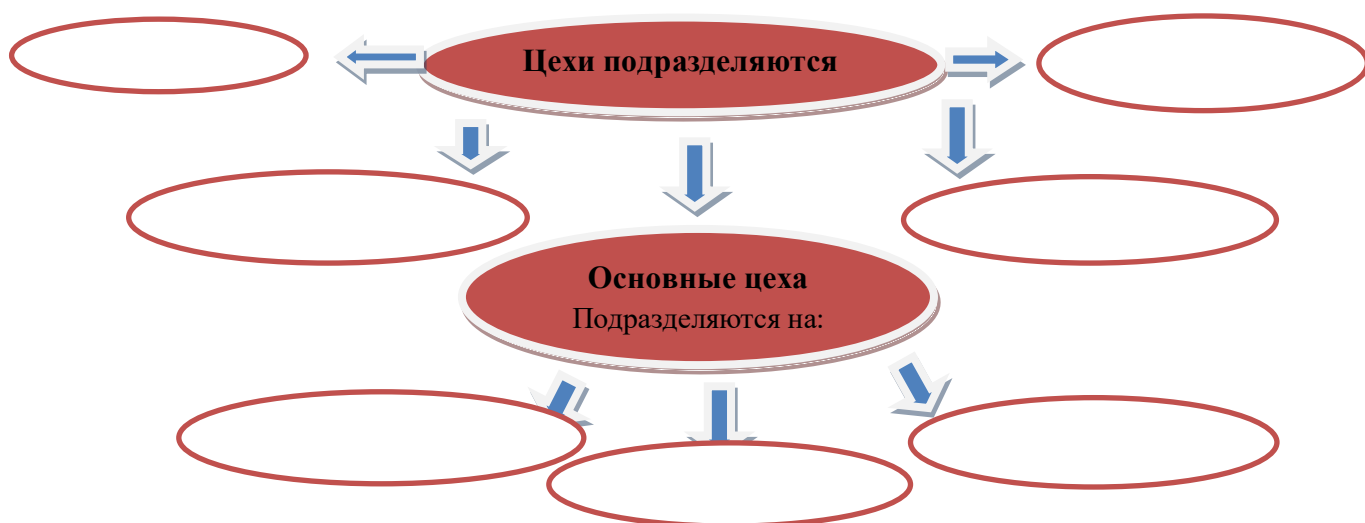 Цехи подразделяются
Основные цеха
Подразделяются на: